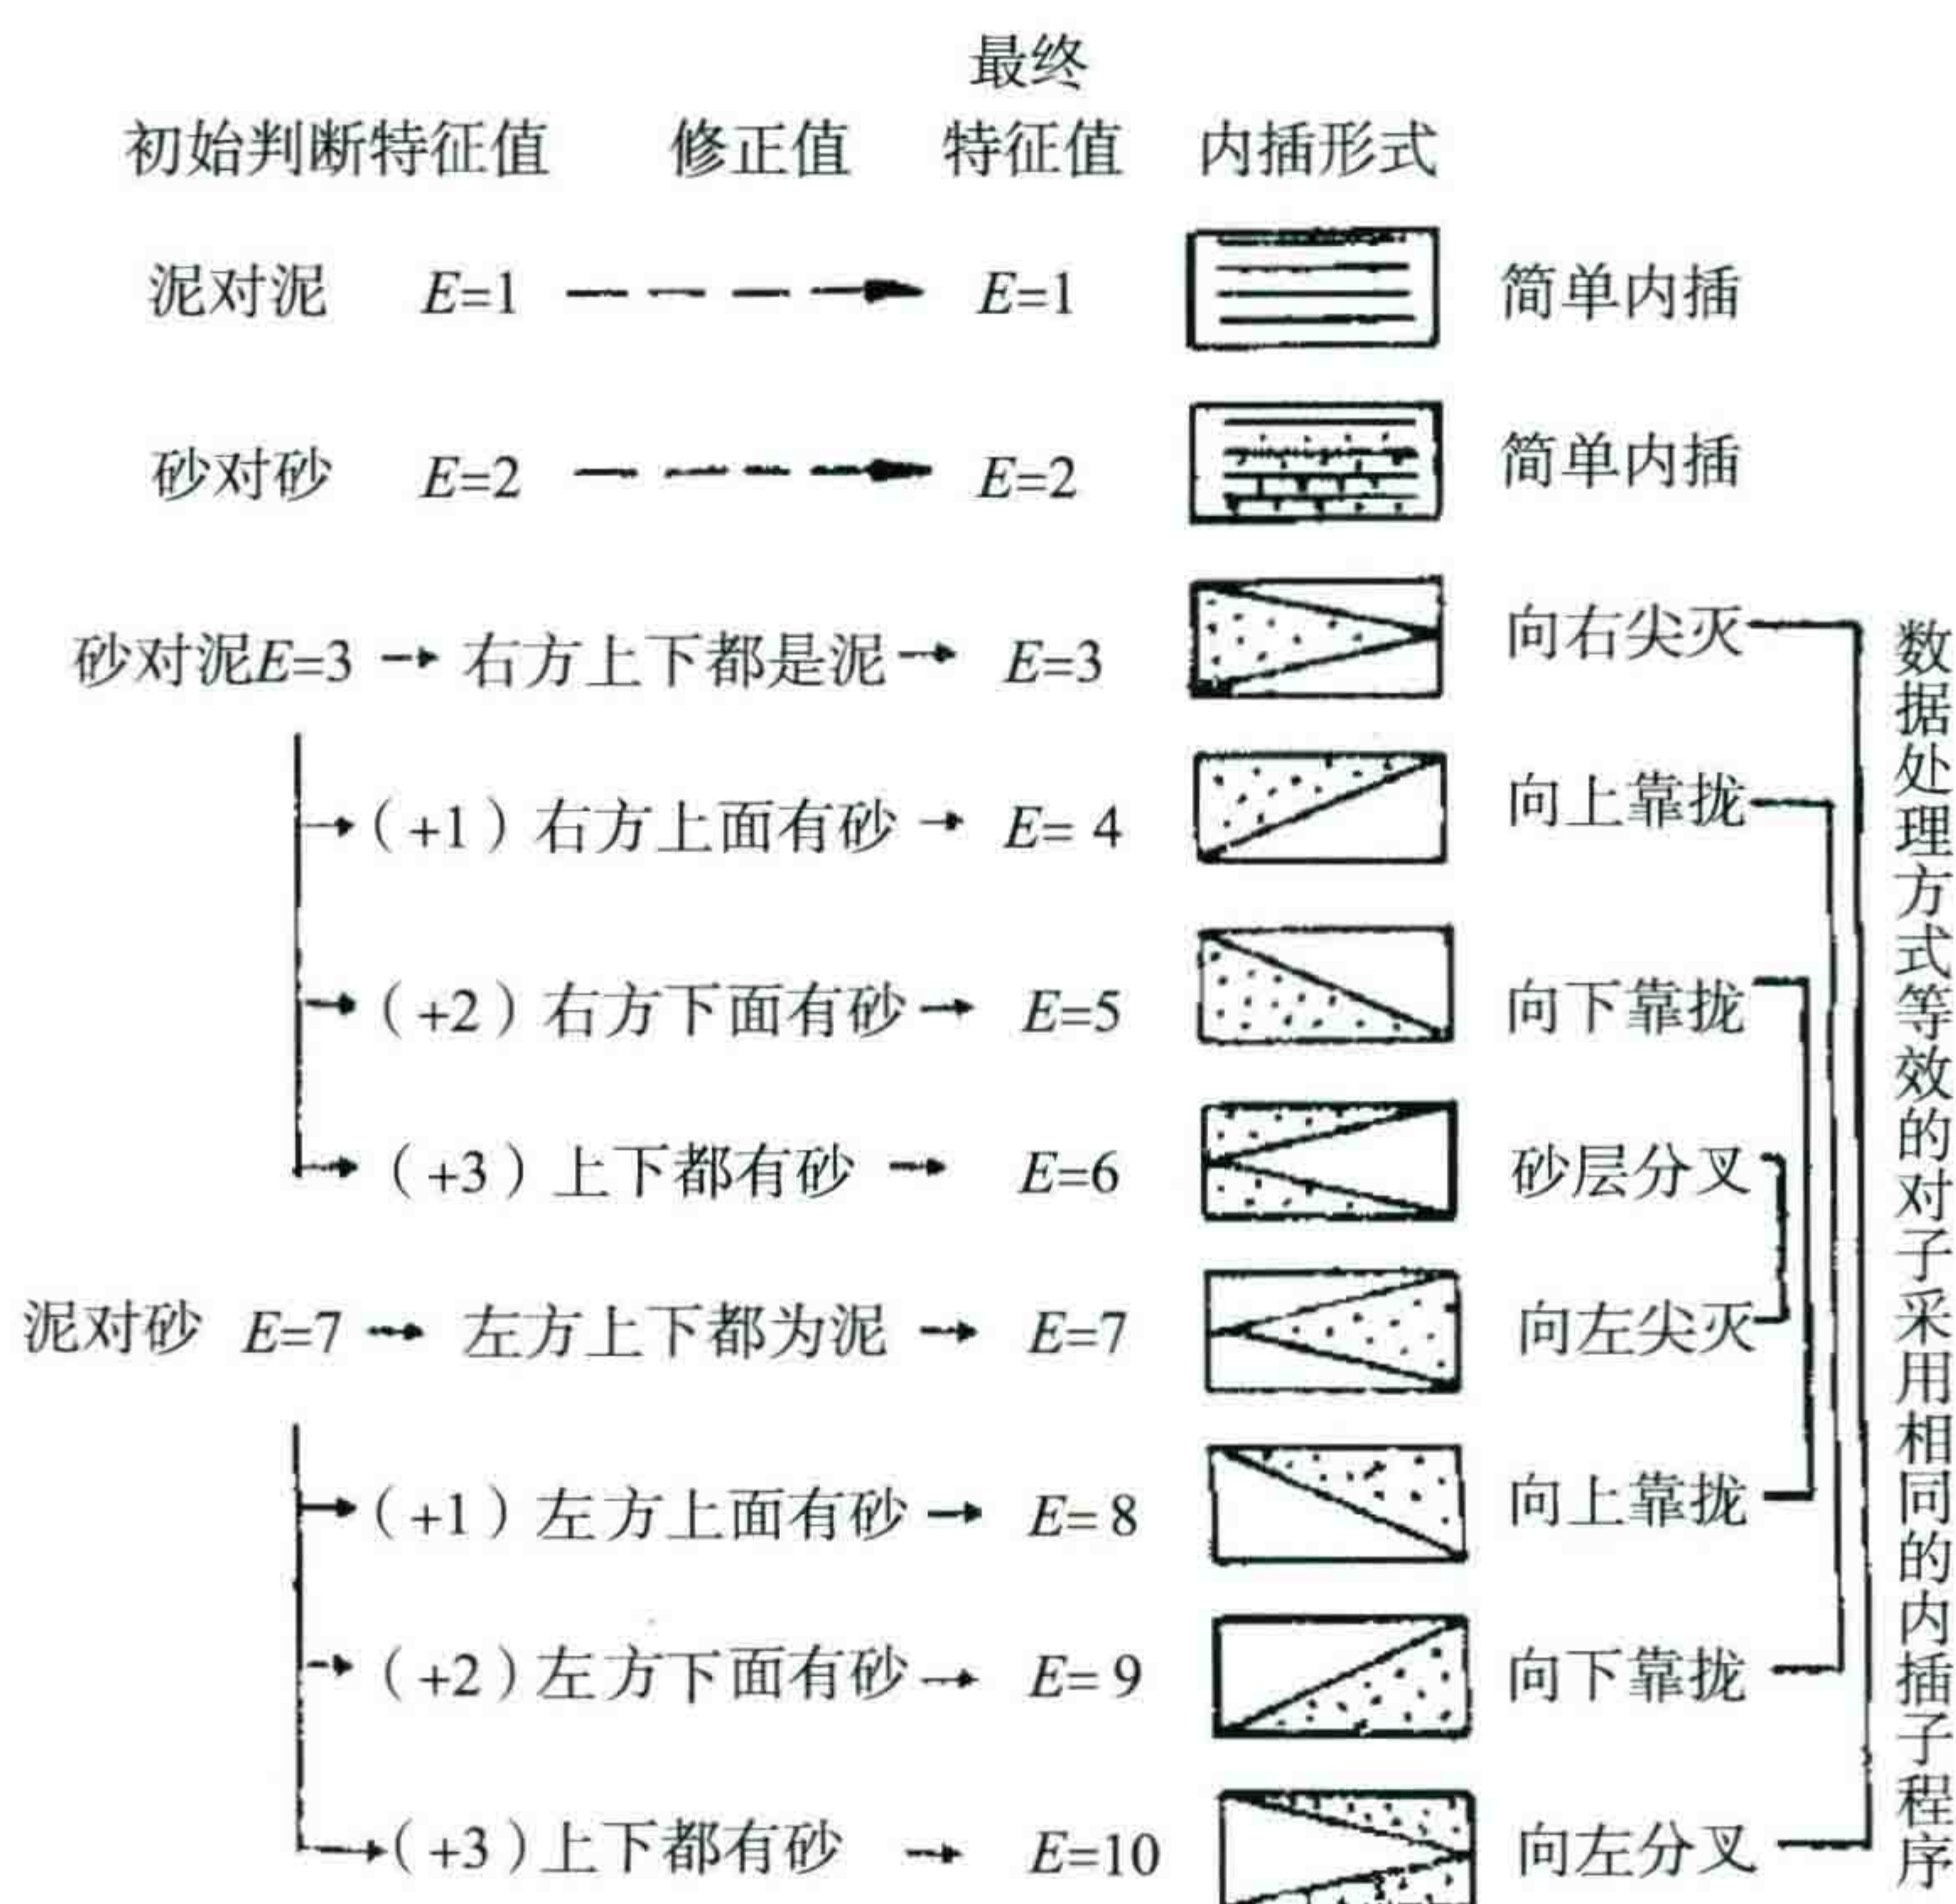 最终
初始判断特征值 修正值 特征值 内插形式
泥对泥 E=1 E=1 简单内插
砂对砂 E=2 E=2 简单内插
砂对泥E=3 右方上下都是泥 E=3 向右尖灭
(+1) 右方上面有砂 E= 4 向上靠拢
(+2) 右方下面有砂 E=5 向下靠拢
(+3) 上下都有砂 E=6 砂层分叉
泥对砂 E=7 左方上下都为泥 E=7 向左尖灭
(+1) 左方上面有砂 E= 8 向上靠拢
(+2) 左方下面有砂 E= 9 向下靠拢
(+3) 上下都有砂 E=10 向左分叉
数据处理方式等效的对子采用相同的内插子程序